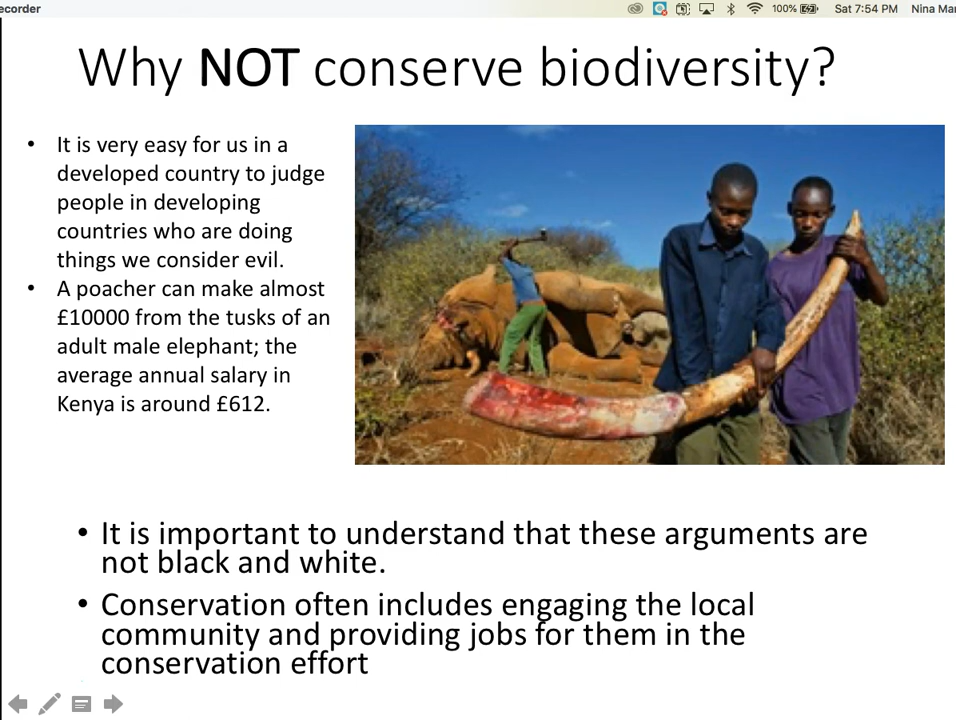 ecorder
100%
Sat 7:54 PM
Nina Mar
Why NOT conserve biodiversity?
• It is very easy for us in a
developed country to judge
people in developing
countries who are doing
things we consider evil.
• A poacher can make almost
£10000 from the tusks of an
adult male elephant; the
average annual salary in
Kenya is around £612.
• It is important to understand that these arguments are
not black and white.
• Conservation often includes engaging the local
community and providing jobs for them in the
conservation effort